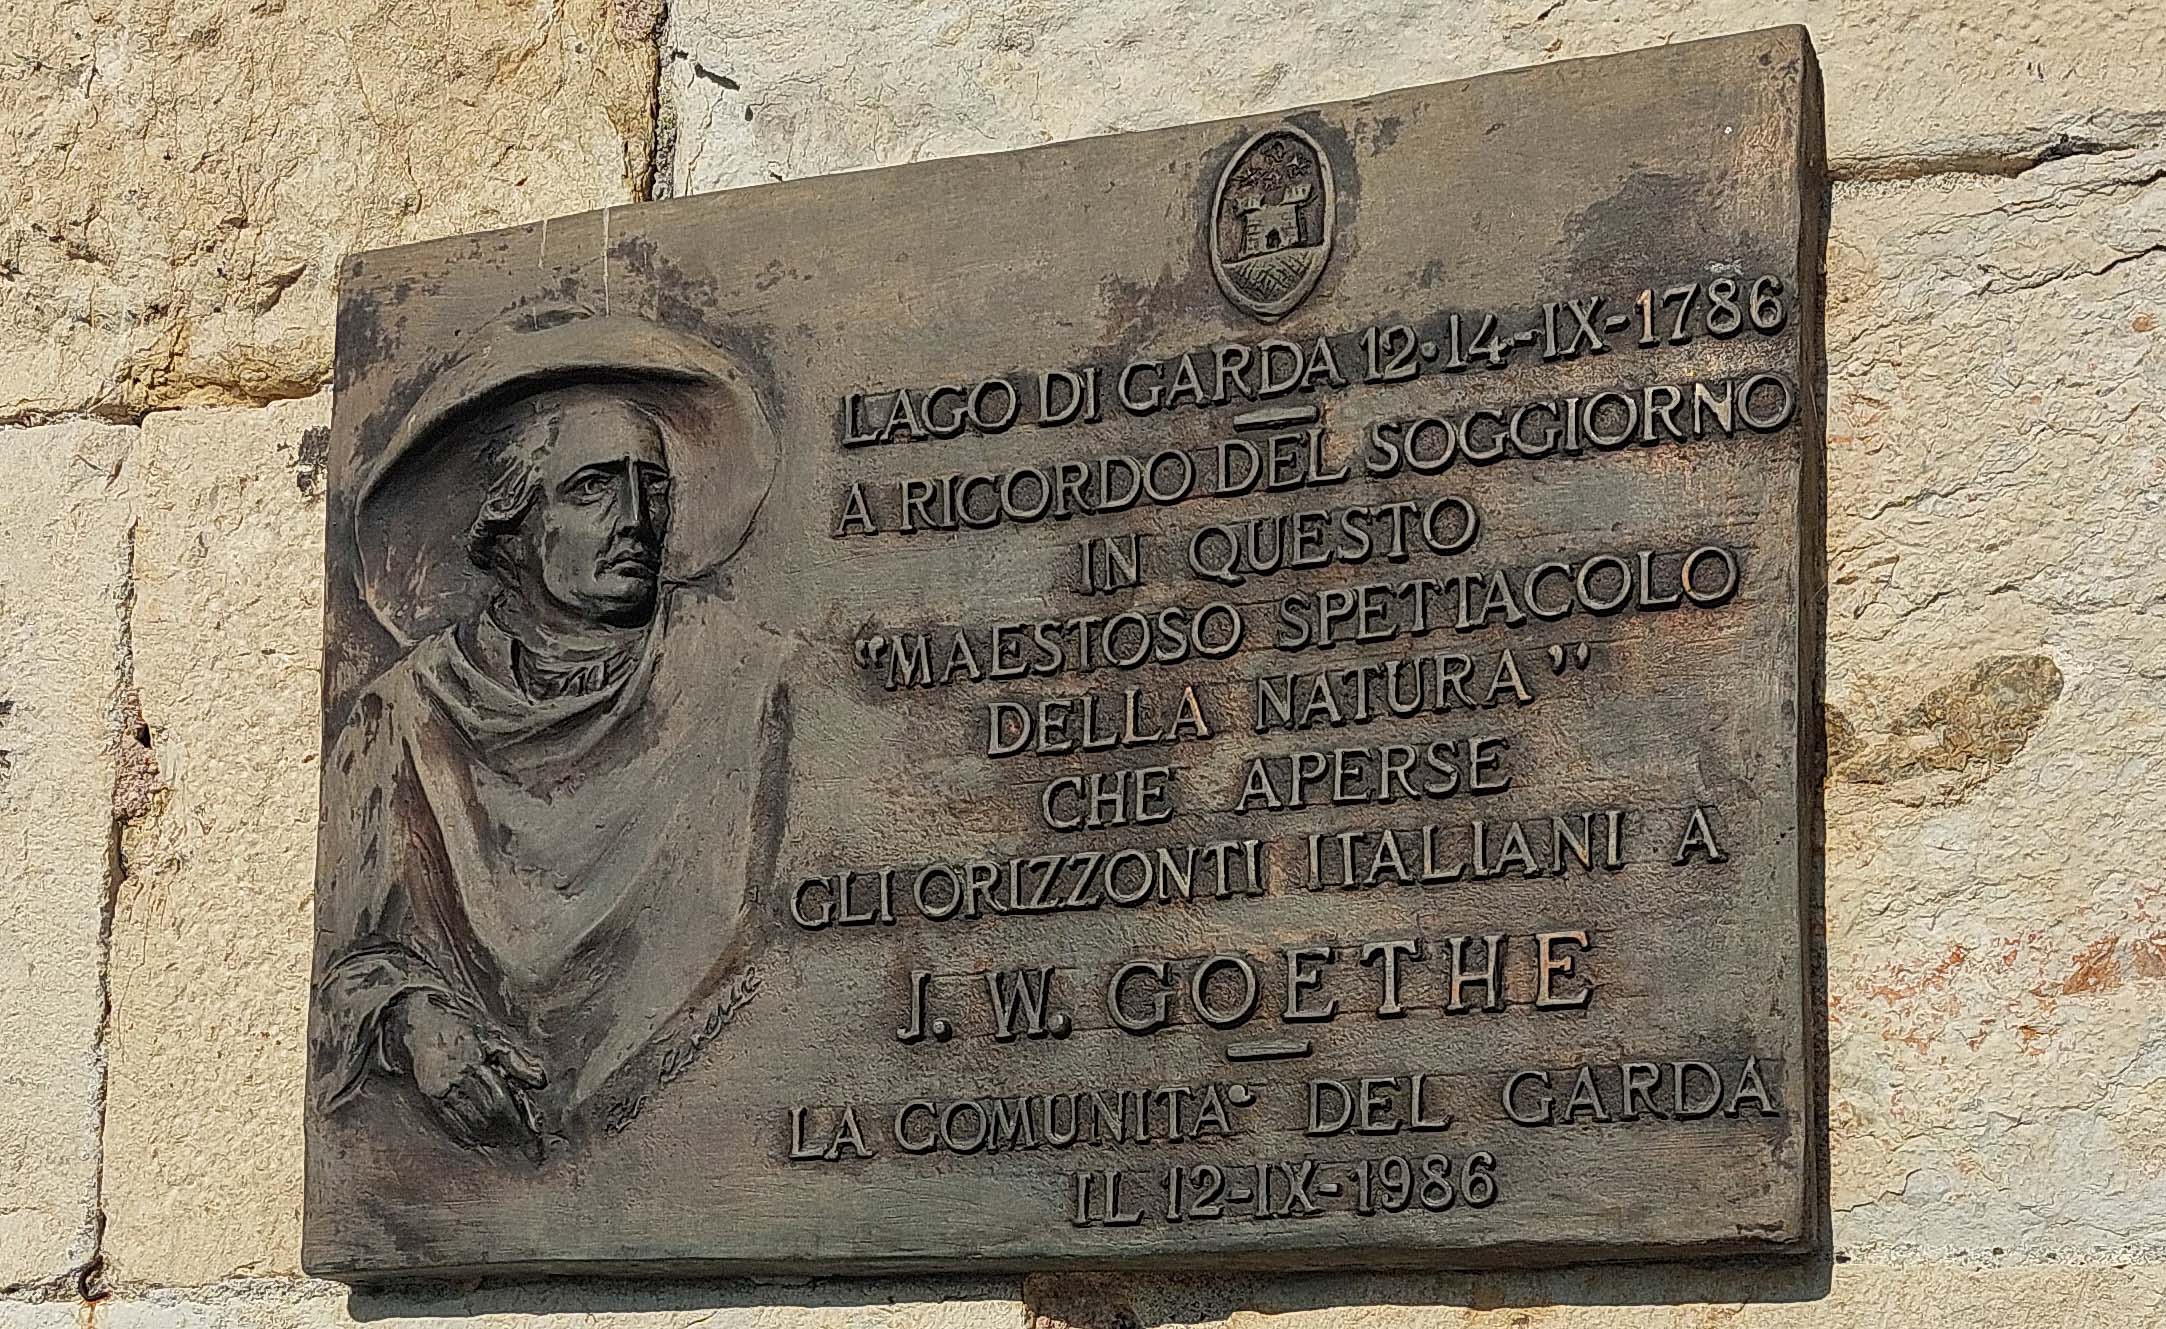 LAGO DI GARDA 12·14-IX-1786
A RICORDO DEL SOGGIORNO
IN QUESTO
“MAESTOSO SPETTACOLO
DELLA NATURA”
CHE APERSE
GLI ORIZZONTI ITALIANI A
J. W. GOETHE
LA COMUNITA' DEL GARDA
IL 12-IX-1986